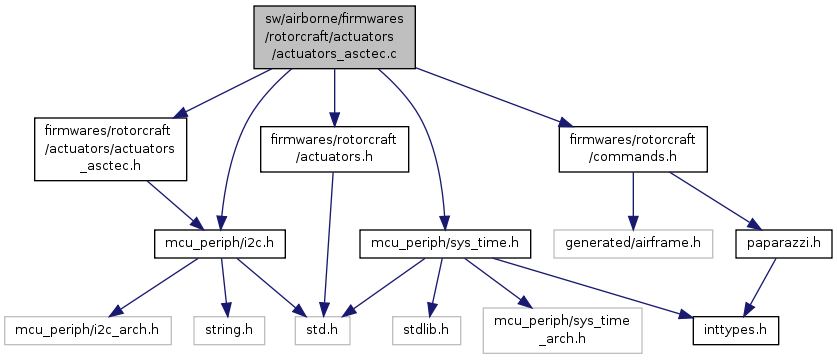 sw/airborne/firmwares
/rotorcraft/actuators
/actuators_asctec.c
firmwares/rotorcraft
/actuators/actuators
_asctec.h
firmwares/rotorcraft
/actuators.h
firmwares/rotorcraft
/commands.h
mcu_periph/i2c.h
mcu_periph/sys_time.h
generated/airframe.h
paparazzi.h
mcu_periph/i2c_arch.h
string.h
std.h
stdlib.h
mcu_periph/sys_time
_arch.h
inttypes.h